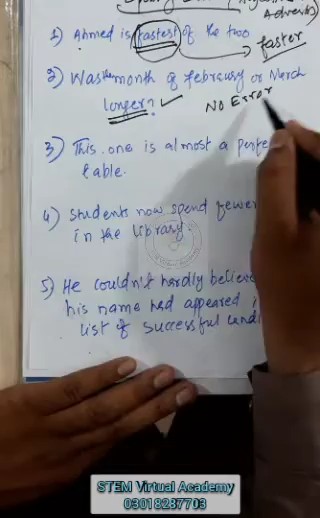 Adverbs)
1) Ahmed is fastest of the two
faster
2) Was the month of february or March
longer? ✓
No Error
3) This one is almost a perfe
table.
4) Students now spend fewer
in the library.
5) He couldn't hardly believe
his name had appeared i
list of successful candi
STEM Virtual Academy
03018287703